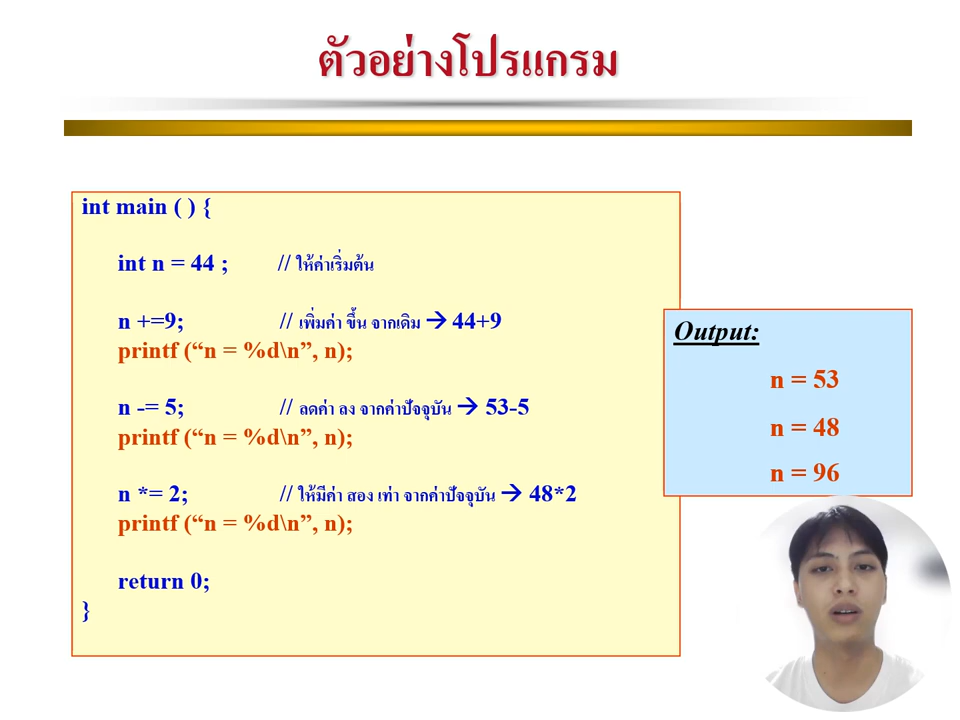 ตัวอย่างโปรแกรม
int main ( ) {
int n = 44 ; // ให้ค่าเริ่มต้น
n +=9; // เพิ่มค่า ขึ้น จากเดิม → 44+9
printf (“n = %d\n”, n);
n -= 5; // ลดค่า ลง จากค่าปัจจุบัน → 53-5
printf (“n = %d\n”, n);
n *= 2; // ให้มีค่า สอง เท่า จากค่าปัจจุบัน → 48*2
printf (“n = %d\n”, n);
return 0;
}
Output:
n = 53
n = 48
n = 96